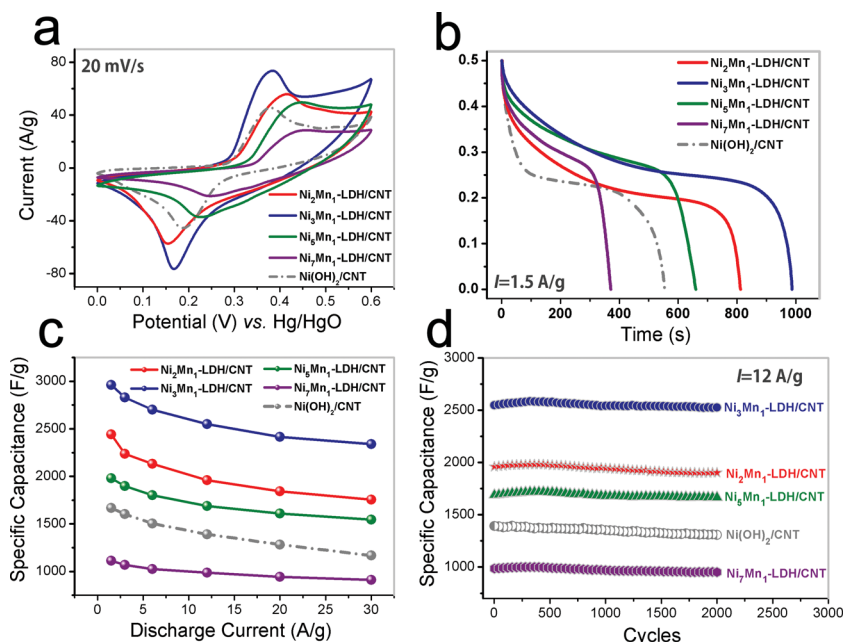 a
20 mV/s
80
40
0
-40
-80
Current (A/g)
0.0 0.1 0.2 0.3 0.4 0.5 0.6
Potential (V) vs. Hg/HgO
Ni₂Mn₁-LDH/CNT
Ni₃Mn₁-LDH/CNT
Ni₅Mn₁-LDH/CNT
Ni₇Mn₁-LDH/CNT
Ni(OH)₂/CNT
b
Ni₂Mn₁-LDH/CNT
Ni₃Mn₁-LDH/CNT
Ni₅Mn₁-LDH/CNT
Ni₇Mn₁-LDH/CNT
Ni(OH)₂/CNT
0.5
0.4
0.3
0.2
0.1
0.0
I=1.5 A/g
0 200 400 600 800 1000
Time (s)
c
Ni₂Mn₁-LDH/CNT Ni₅Mn₁-LDH/CNT
Ni₃Mn₁-LDH/CNT Ni₇Mn₁-LDH/CNT
Ni(OH)₂/CNT
3000
2500
2000
1500
1000
Specific Capacitance (F/g)
0 5 10 15 20 25 30
Discharge Current (A/g)
d
I=12 A/g
3000
2500
2000
1500
1000
Specific Capacitance (F/g)
Ni₃Mn₁-LDH/CNT
Ni₂Mn₁-LDH/CNT
Ni₅Mn₁-LDH/CNT
Ni(OH)₂/CNT
Ni₇Mn₁-LDH/CNT
0 500 1000 1500 2000 2500 3000
Cycles